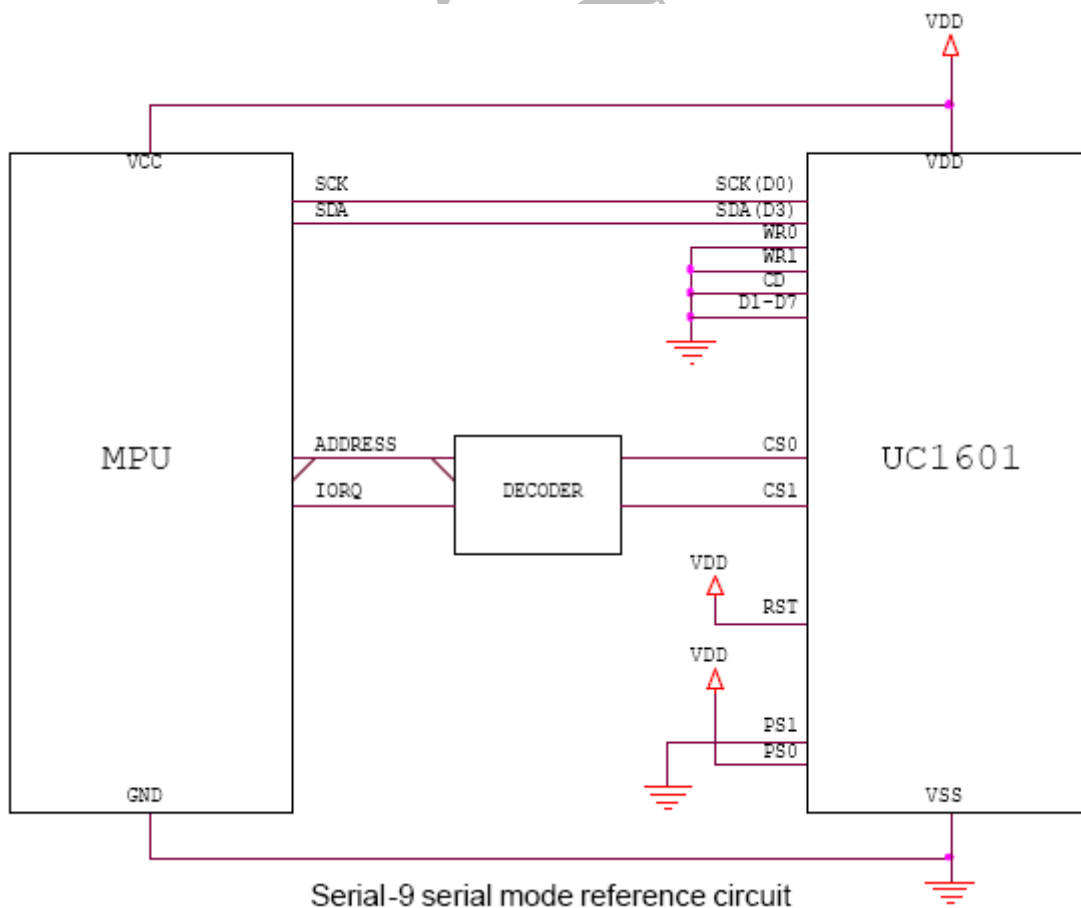 VDD
VCC
VDD
SCK
SCK(D0)
SDA
SDA(D3)
WR0
WR1
CD
D1-D7
MPU
ADDRESS
CS0
UC1601
IORQ
DECODER
CS1
VDD
RST
VDD
PS1
PS0
GND
VSS
Serial-9 serial mode reference circuit